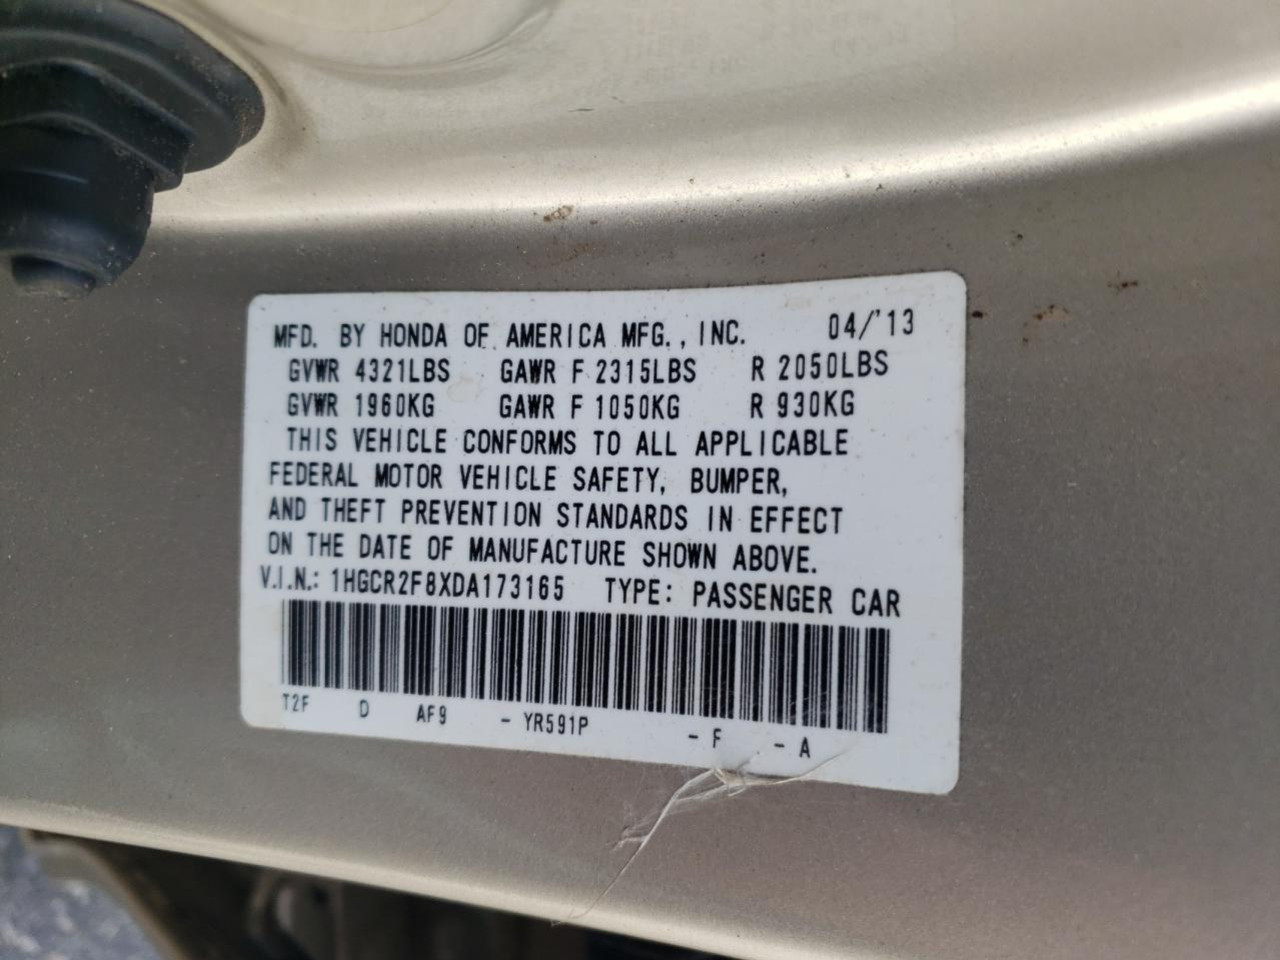 MFD. BY HONDA OF AMERICA MFG., INC. 04/'13
GVWR 4321LBS GAWR F 2315LBS R 2050LBS
GVWR 1960KG GAWR F 1050KG R 930KG
THIS VEHICLE CONFORMS TO ALL APPLICABLE
FEDERAL MOTOR VEHICLE SAFETY, BUMPER,
AND THEFT PREVENTION STANDARDS IN EFFECT
ON THE DATE OF MANUFACTURE SHOWN ABOVE.
V.I.N.: 1HGCR2F8XDA173165 TYPE: PASSENGER CAR
T2F D AF9 - YR591P - F - A